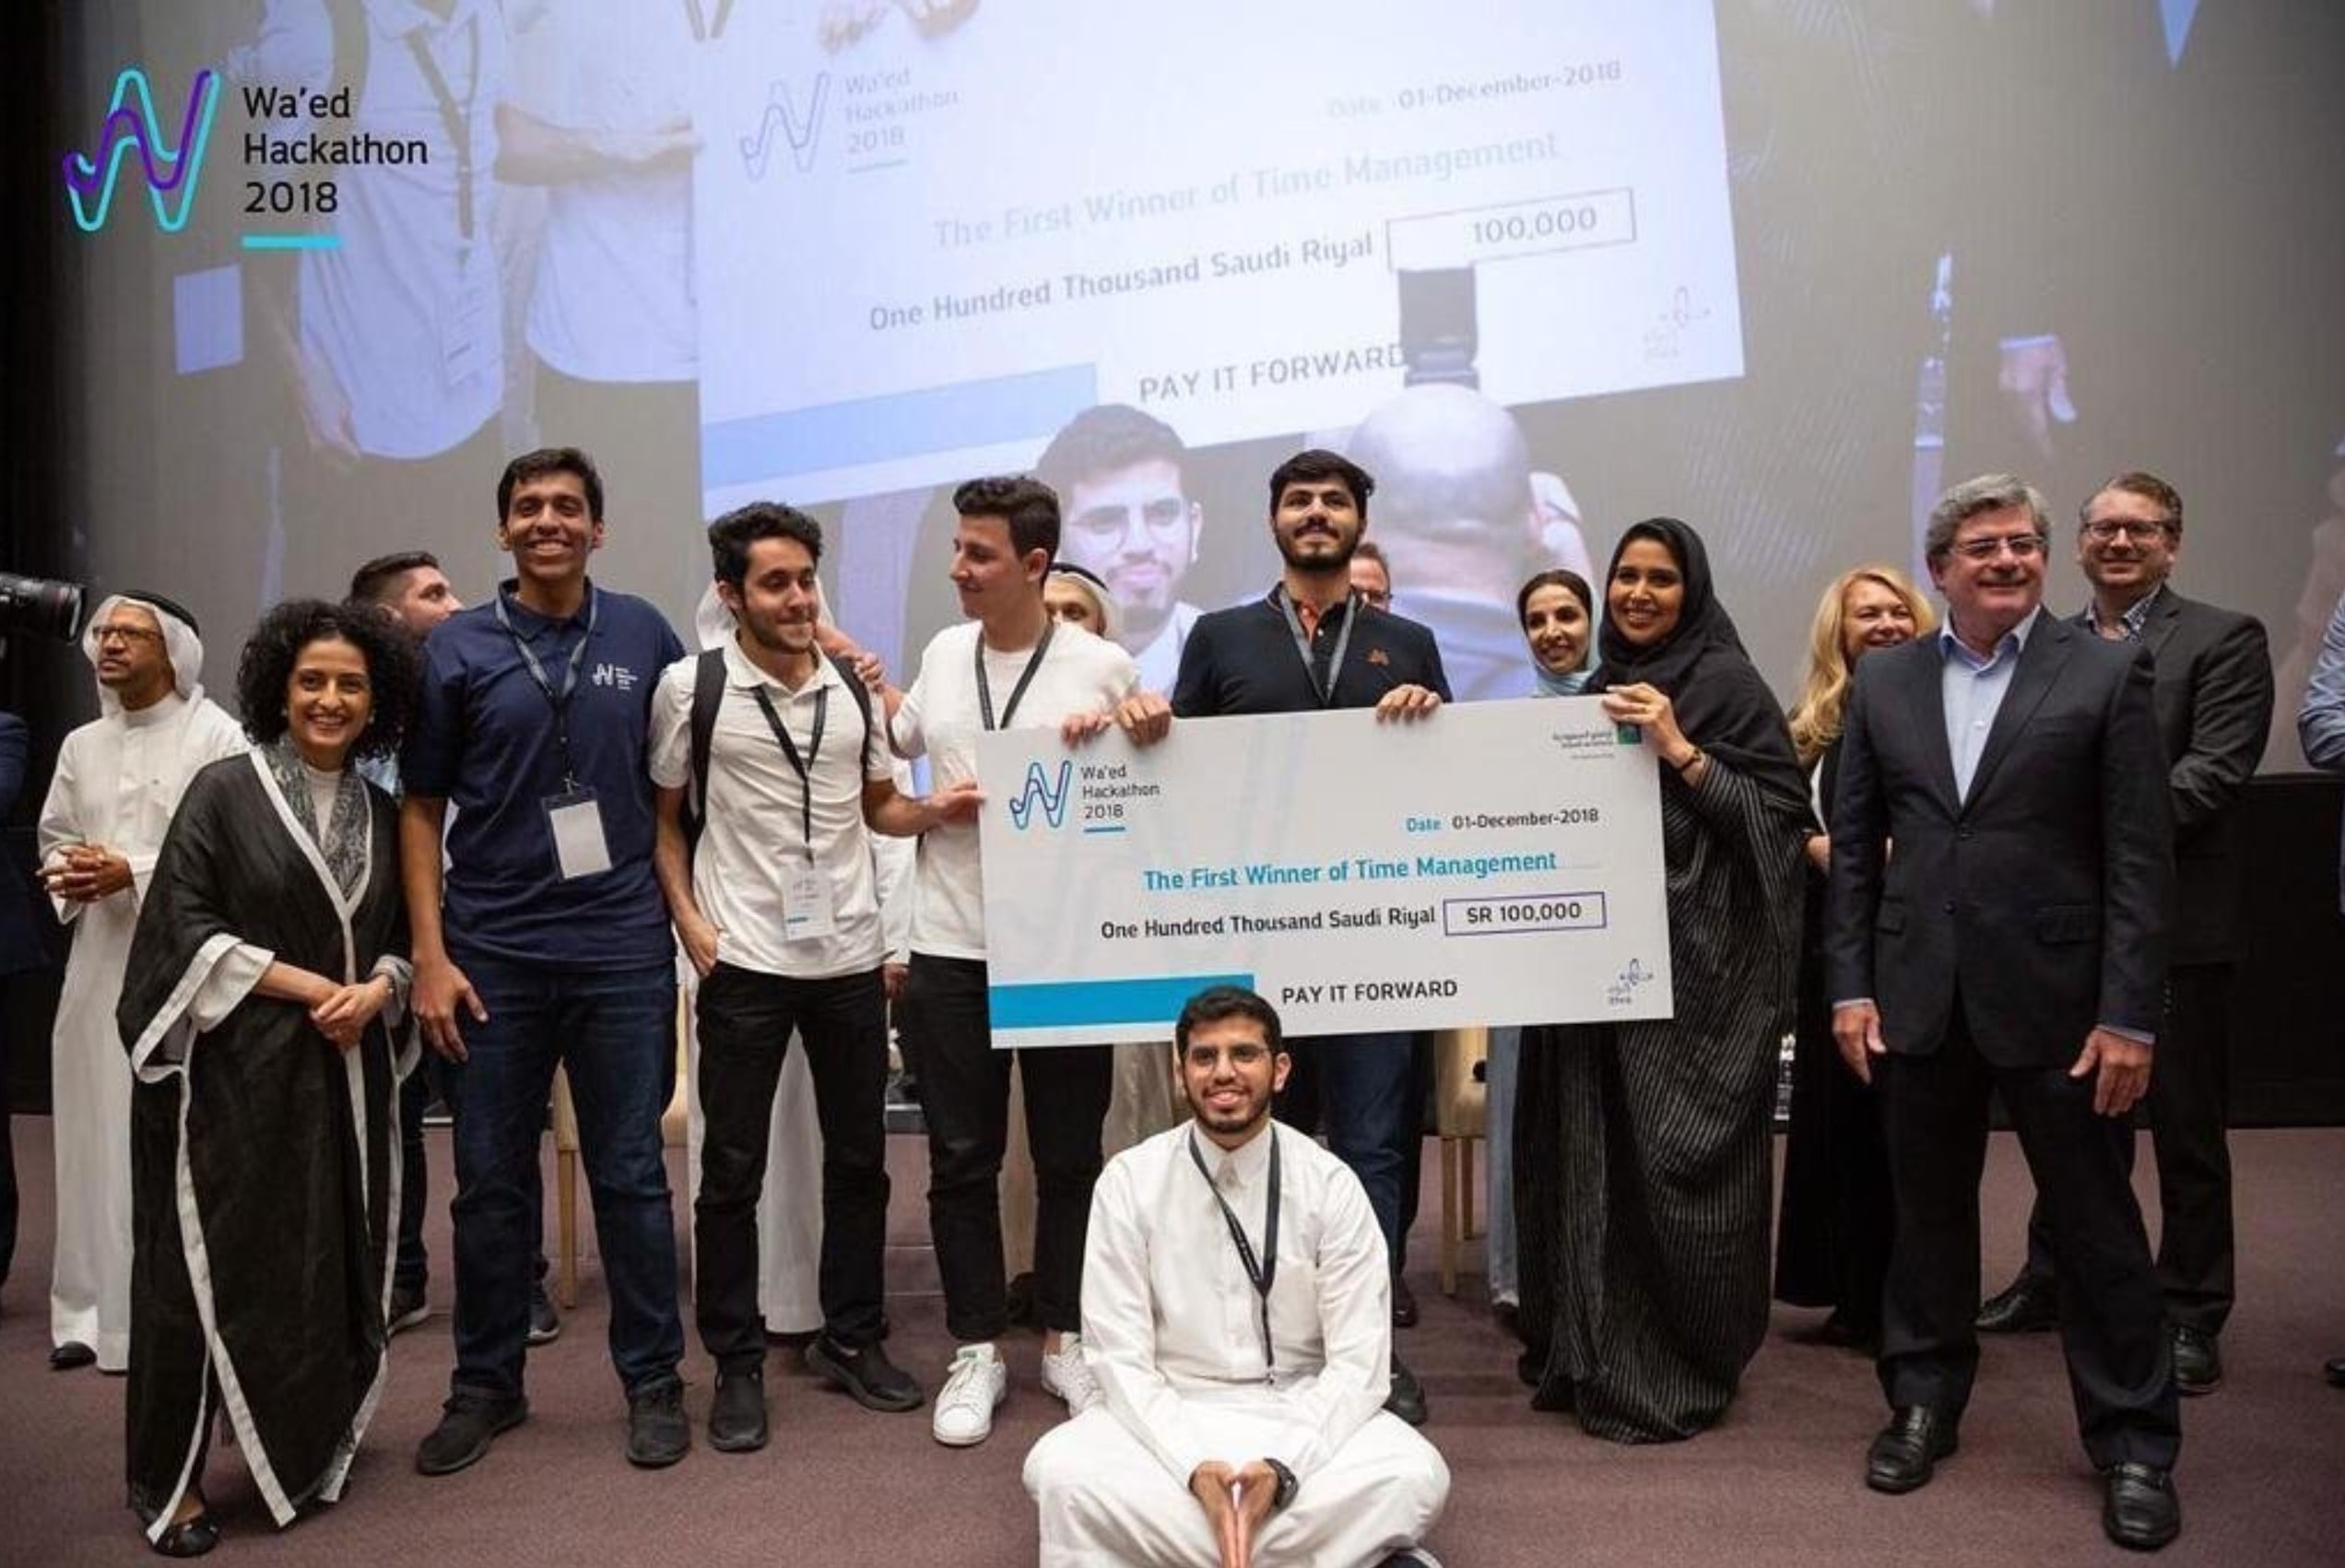 Wa'ed
Hackathon
2018
Wa'ed
Hackathon
2018
Date 01-December-2018
The First Winner of Time Management
One Hundred Thousand Saudi Riyal 100,000
PAY IT FORWARD
Wa'ed
Hackathon
2018
Date 01-December-2018
The First Winner of Time Management
One Hundred Thousand Saudi Riyal SR 100,000
PAY IT FORWARD